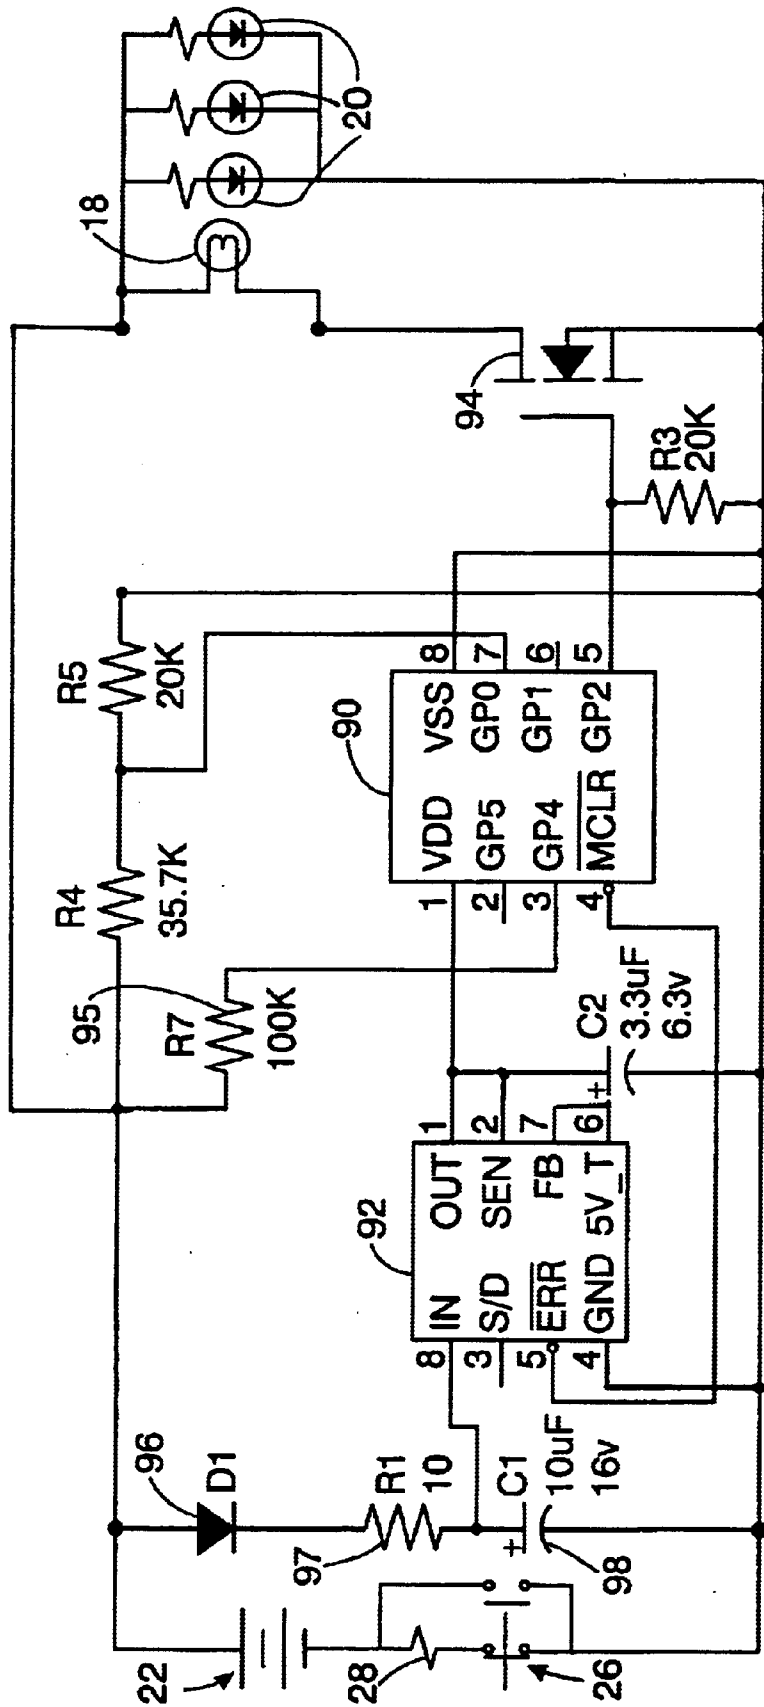 22
28
26
96
D1
97
R1
10
C1
10uF
16v
98
92
IN
OUT
S/D
SEN
ERR
FB
GND
5V_T
8
3
5
4
1
2
7
6
C2
3.3uF
6.3v
95
R7
100K
R4
35.7K
R5
20K
90
VDD
VSS
GP5
GP0
GP4
GP1
MCLR
GP2
1
2
3
4
8
7
6
5
R3
20K
94
18
20